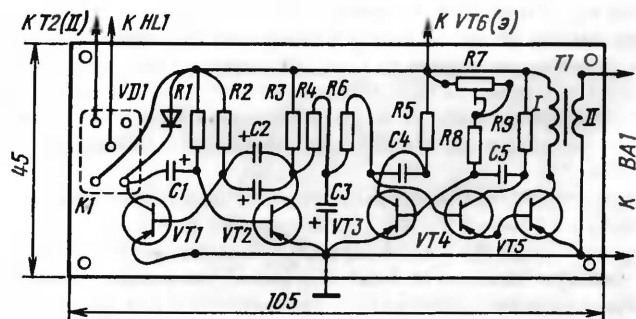 К Т2(II) К HL1 К VT6(э)
VD1 R1 R2 R3 R4 R6 R7 T1
C2 R5 R8 R9 I II
C4 C5
K1 C1 C3
VT1 VT2 VT3 VT4 VT5
К BA1
45
105